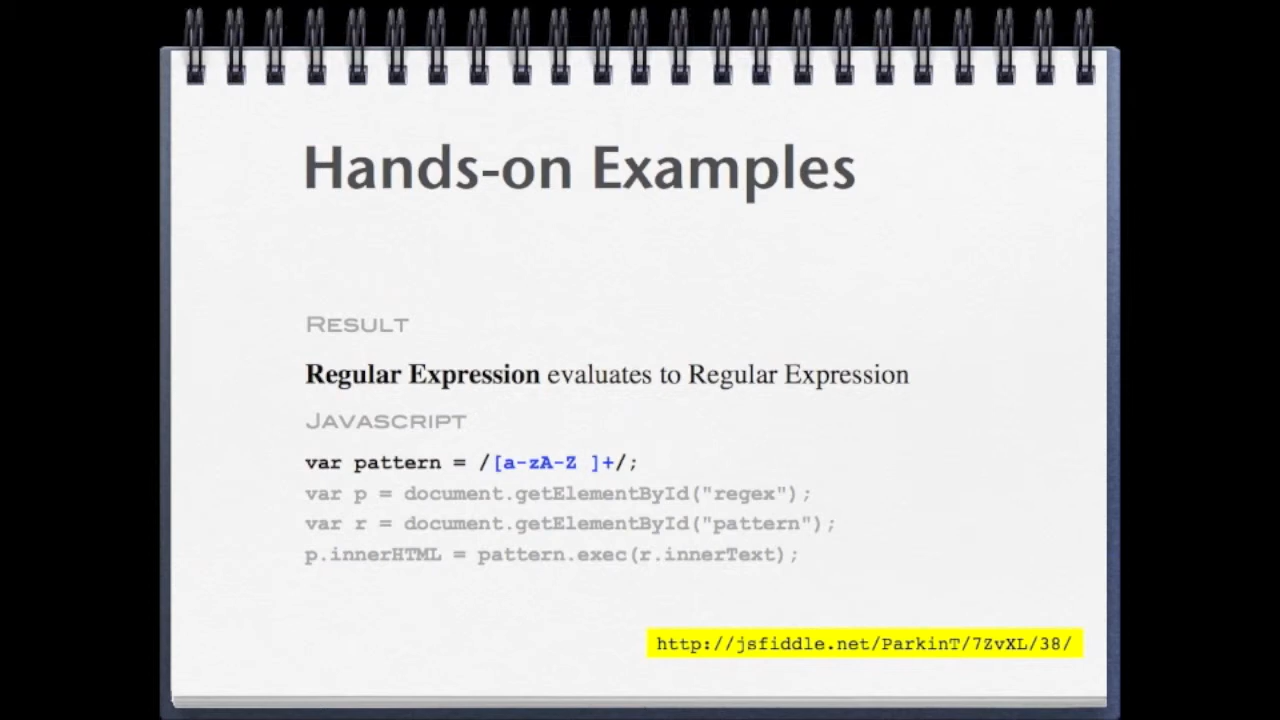 Hands-on Examples
Result
Regular Expression evaluates to Regular Expression
Javascript
var pattern = /[a-zA-Z ]+/;
var p = document.getElementById("regex");
var r = document.getElementById("pattern");
p.innerHTML = pattern.exec(r.innerText);
http://jsfiddle.net/ParkinT/7ZvXL/38/